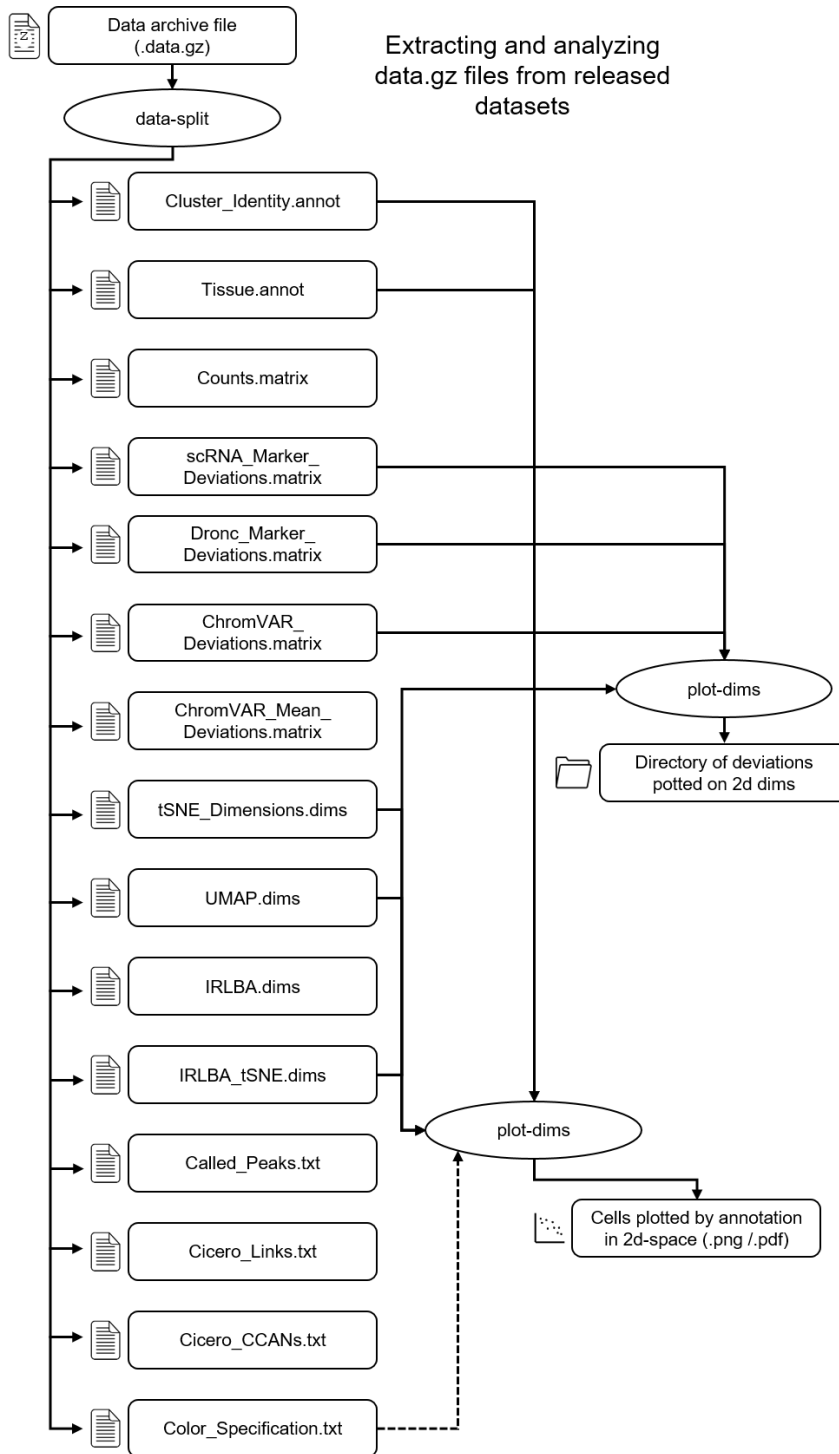 Data archive file
(.data.gz)
Z
Extracting and analyzing
data.gz files from released
datasets
data-split
Cluster_Identity.annot
Tissue.annot
Counts.matrix
scRNA_Marker_
Deviations.matrix
Dronc_Marker_
Deviations.matrix
ChromVAR_
Deviations.matrix
ChromVAR_Mean_
Deviations.matrix
plot-dims
Directory of deviations
potted on 2d dims
tSNE_Dimensions.dims
UMAP.dims
IRLBA.dims
IRLBA_tSNE.dims
plot-dims
Called_Peaks.txt
Cells plotted by annotation
in 2d-space (.png /.pdf)
Cicero_Links.txt
Cicero_CCANs.txt
Color_Specification.txt